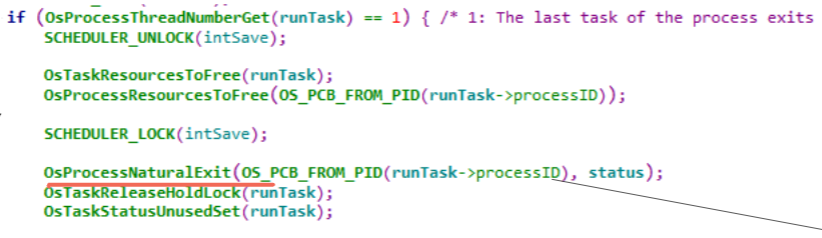 if (OsProcessThreadNumberGet(runTask) == 1) { /* 1: The last task of the process exits
SCHEDULER_UNLOCK(intSave);
OsTaskResourcesToFree(runTask);
OsProcessResourcesToFree(OS_PCB_FROM_PID(runTask->processID));
SCHEDULER_LOCK(intSave);
OsProcessNaturalExit(OS_PCB_FROM_PID(runTask->processID), status);
OsTaskReleaseHoldLock(runTask);
OsTaskStatusUnusedSet(runTask);